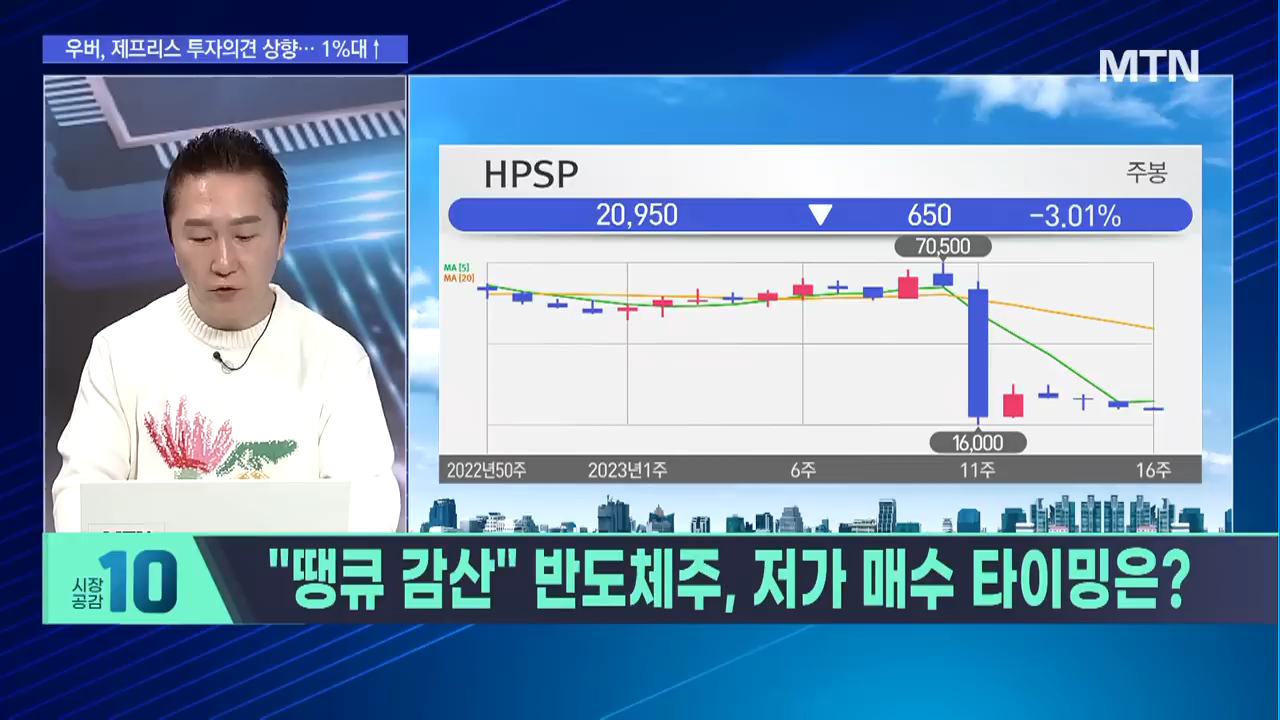 우버, 제프리스 투자의견 상향… 1%대↑
MTN
HPSP
주봉
20,950 ▼ 650 -3.01%
70,500
MA [5]
MA [20]
16,000
2022년50주 2023년1주 6주 11주 16주
시장
공감
10
"땡큐 감산" 반도체주, 저가 매수 타이밍은?